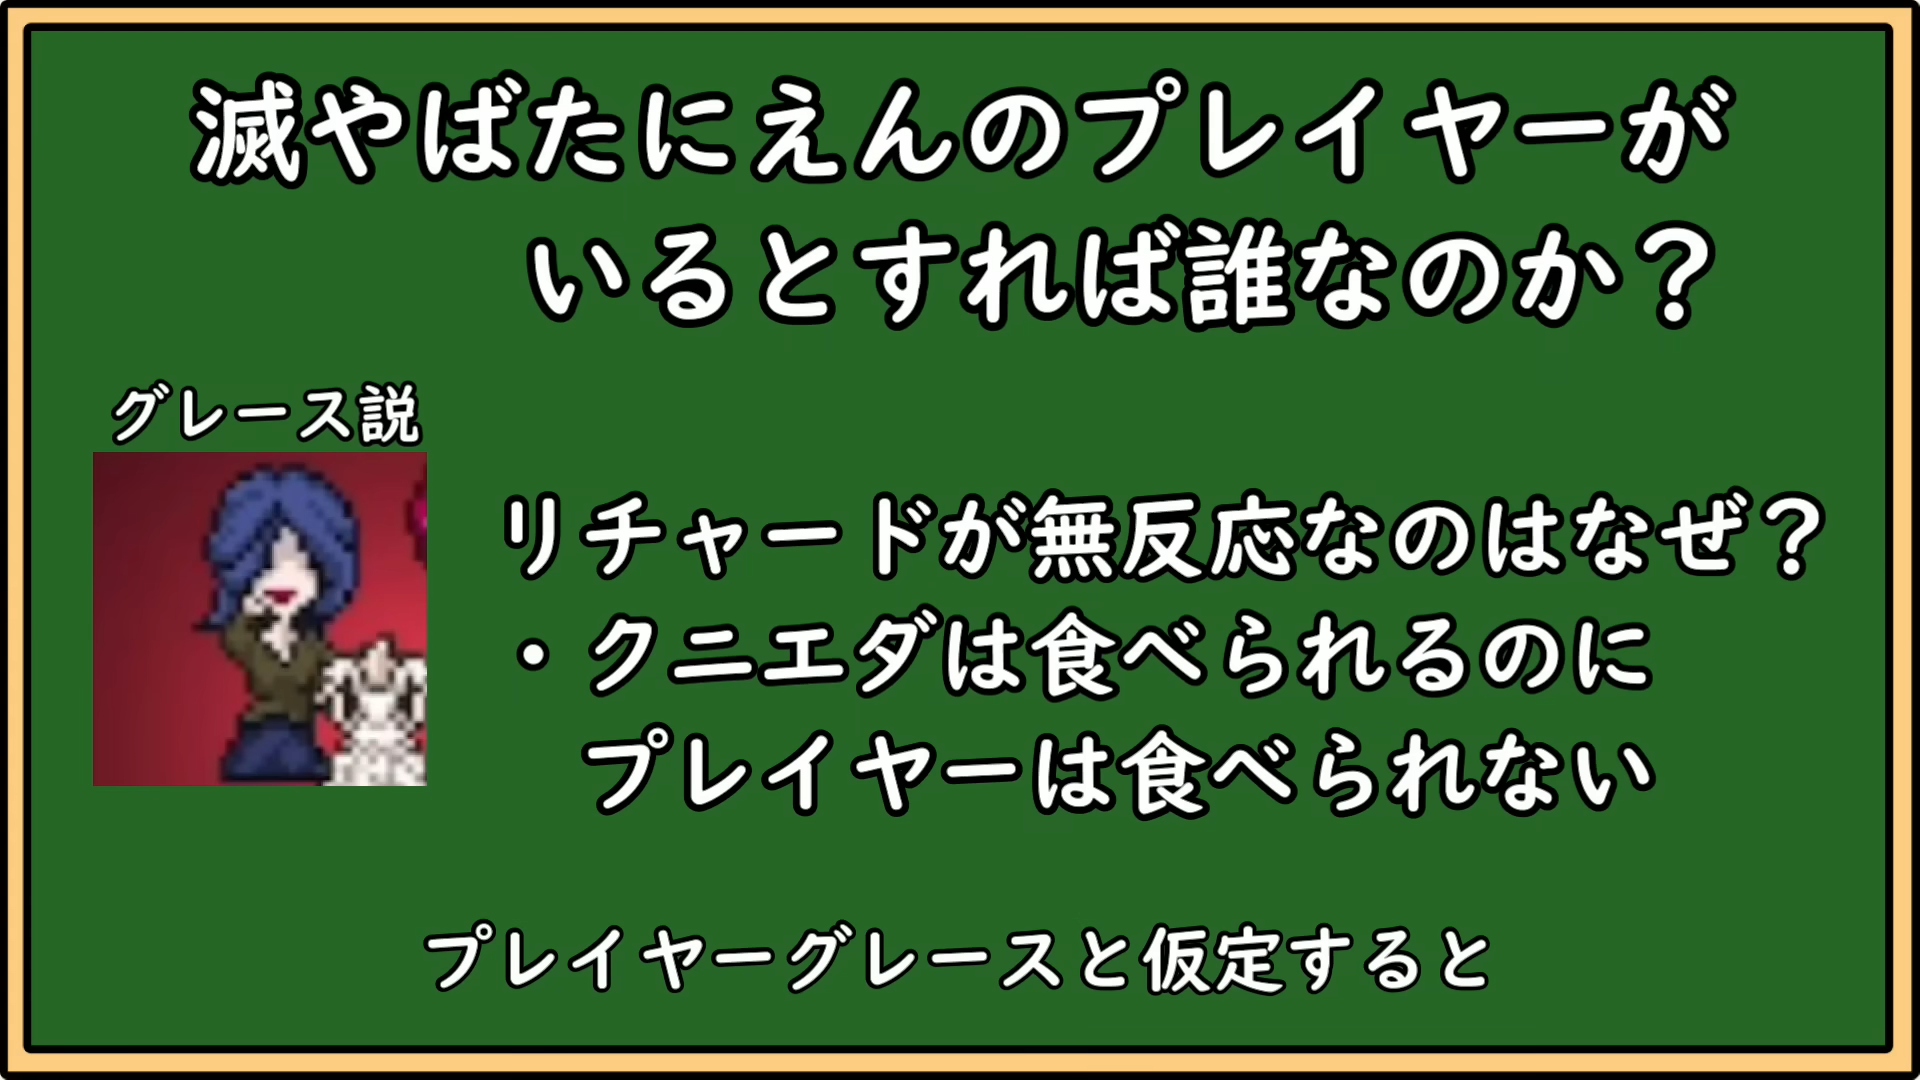 滅やばたにえんのプレイヤーが
いるとすれば誰なのか？
グレース説
リチャードが無反応なのはなぜ？
・クニエダは食べられるのに
プレイヤーは食べられない
プレイヤーグレースと仮定すると